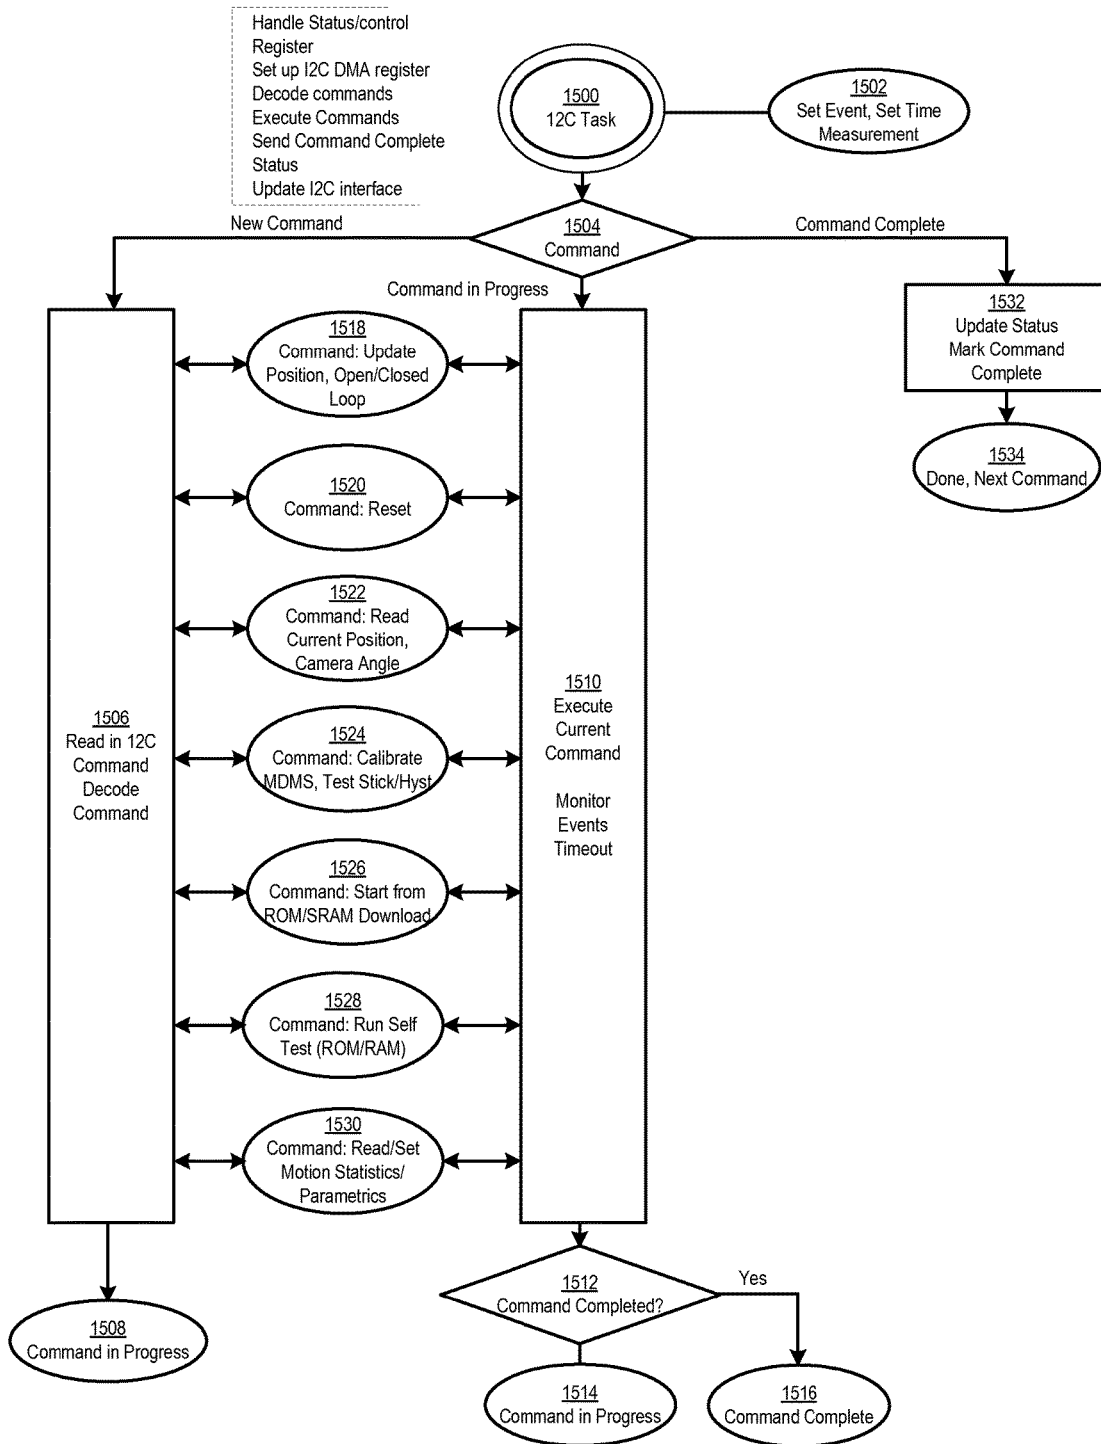 Handle Status/control
Register
Set up I2C DMA register
Decode commands
Execute Commands
Send Command Complete
Status
Update I2C interface
1500
12C Task
1502
Set Event, Set Time
Measurement
New Command
1504
Command
Command Complete
Command in Progress
1518
Command: Update
Position, Open/Closed
Loop
1532
Update Status
Mark Command
Complete
1520
Command: Reset
1534
Done, Next Command
1522
Command: Read
Current Position,
Camera Angle
1506
Read in 12C
Command
Decode
Command
1510
Execute
Current
Command
Monitor
Events
Timeout
1524
Command: Calibrate
MDMS, Test Stick/Hyst
1526
Command: Start from
ROM/SRAM Download
1528
Command: Run Self
Test (ROM/RAM)
1530
Command: Read/Set
Motion Statistics/
Parametrics
1508
Command in Progress
1512
Command Completed?
Yes
1514
Command in Progress
1516
Command Complete